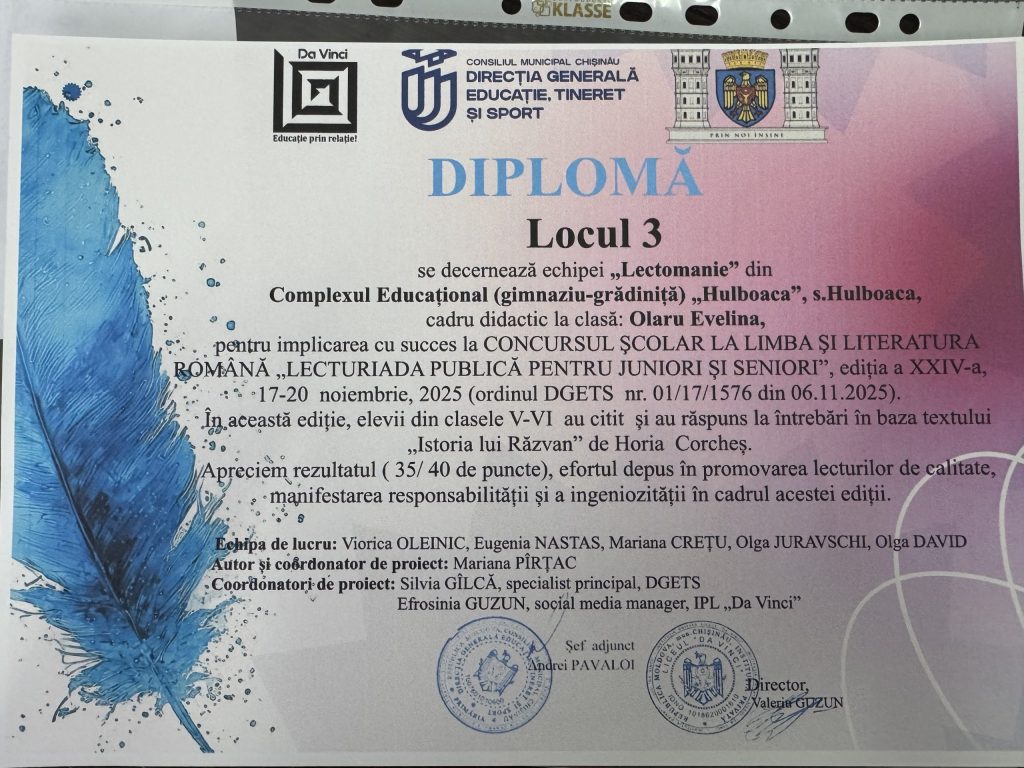 KLASSE
Da Vinci
Educație prin relație!
CONSILIUL MUNICIPAL CHIȘINĂU
DIRECȚIA GENERALĂ
EDUCAȚIE, TINERET
ȘI SPORT
PRIN NOI ÎNȘINE
DIPLOMĂ
Locul 3
se decernează echipei „Lectomanie” din
Complexul Educațional (gimnaziu-grădiniță) „Hulboaca”, s.Hulboaca,
cadru didactic la clasă: Olaru Evelina,
pentru implicarea cu succes la CONCURSUL ŞCOLAR LA LIMBA ŞI LITERATURA
ROMÂNĂ „LECTURIADA PUBLICĂ PENTRU JUNIORI ŞI SENIORI”, ediția a XXIV-a,
17-20 noiembrie, 2025 (ordinul DGETS nr. 01/17/1576 din 06.11.2025).
În această ediție, elevii din clasele V-VI au citit și au răspuns la întrebări în baza textului
„Istoria lui Răzvan” de Horia Corcheș.
Apreciem rezultatul ( 35/ 40 de puncte), efortul depus în promovarea lecturilor de calitate,
manifestarea responsabilității și a ingeniozității în cadrul acestei ediții.
Echipa de lucru: Viorica OLEINIC, Eugenia NASTAS, Mariana CREȚU, Olga JURAVSCHI, Olga DAVID
Autor și coordonator de proiect: Mariana PÎRȚAC
Coordonatori de proiect: Silvia GÎLCĂ, specialist principal, DGETS
Efrosinia GUZUN, social media manager, IPL „Da Vinci”
Șef adjunct
Andrei PAVALOI
Director,
Valeriu GUZUN